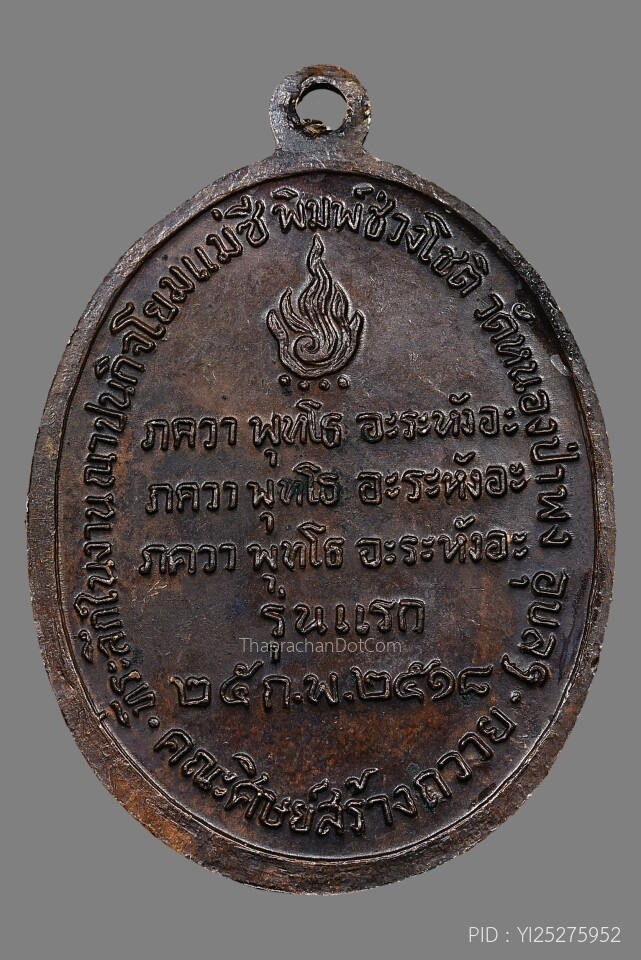 ที่ระลึกในงานฌาปนกิจโยมแม่ชี พิมพ์ช่วงโชติ วัดหนองป่าพง อุบลฯ
ภควา พุทโธ อะระหังอะ
ภควา พุทโธ อะระหังอะ
ภควา พุทโธ อะระหังอะ
รุ่นแรก
ThaprachanDotCom
๒๕ ก.พ.๒๕๑๘
· คณะศิษย์สร้างถวาย ·
PID : YI25275952